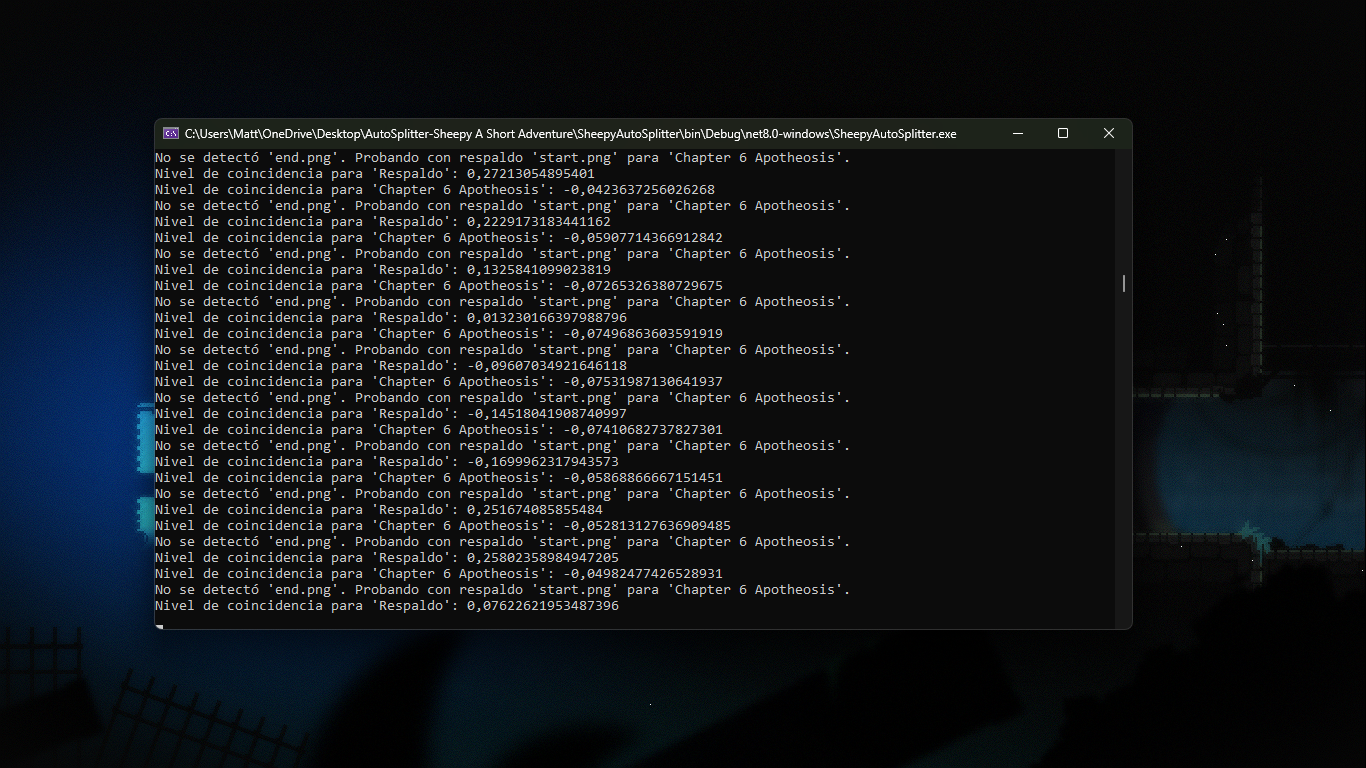 C:\Users\Matt\OneDrive\Desktop\AutoSplitter-Sheepy A Short Adventure\SheepyAutoSplitter\bin\Debug\net8.0-windows\SheepyAutoSplitter.exe
No se detectó 'end.png'. Probando con respaldo 'start.png' para 'Chapter 6 Apotheosis'.
Nivel de coincidencia para 'Respaldo': 0,27213054895401
Nivel de coincidencia para 'Chapter 6 Apotheosis': -0,0423637256026268
No se detectó 'end.png'. Probando con respaldo 'start.png' para 'Chapter 6 Apotheosis'.
Nivel de coincidencia para 'Respaldo': 0,2229173183441162
Nivel de coincidencia para 'Chapter 6 Apotheosis': -0,05907714366912842
No se detectó 'end.png'. Probando con respaldo 'start.png' para 'Chapter 6 Apotheosis'.
Nivel de coincidencia para 'Respaldo': 0,1325841099023819
Nivel de coincidencia para 'Chapter 6 Apotheosis': -0,07265326380729675
No se detectó 'end.png'. Probando con respaldo 'start.png' para 'Chapter 6 Apotheosis'.
Nivel de coincidencia para 'Respaldo': 0,013230166397988796
Nivel de coincidencia para 'Chapter 6 Apotheosis': -0,07496863603591919
No se detectó 'end.png'. Probando con respaldo 'start.png' para 'Chapter 6 Apotheosis'.
Nivel de coincidencia para 'Respaldo': -0,09607034921646118
Nivel de coincidencia para 'Chapter 6 Apotheosis': -0,07531987130641937
No se detectó 'end.png'. Probando con respaldo 'start.png' para 'Chapter 6 Apotheosis'.
Nivel de coincidencia para 'Respaldo': -0,14518041908740997
Nivel de coincidencia para 'Chapter 6 Apotheosis': -0,07410682737827301
No se detectó 'end.png'. Probando con respaldo 'start.png' para 'Chapter 6 Apotheosis'.
Nivel de coincidencia para 'Respaldo': -0,1699962317943573
Nivel de coincidencia para 'Chapter 6 Apotheosis': -0,05868866667151451
No se detectó 'end.png'. Probando con respaldo 'start.png' para 'Chapter 6 Apotheosis'.
Nivel de coincidencia para 'Respaldo': 0,251674085855484
Nivel de coincidencia para 'Chapter 6 Apotheosis': -0,052813127636909485
No se detectó 'end.png'. Probando con respaldo 'start.png' para 'Chapter 6 Apotheosis'.
Nivel de coincidencia para 'Respaldo': 0,25802358984947205
Nivel de coincidencia para 'Chapter 6 Apotheosis': -0,04982477426528931
No se detectó 'end.png'. Probando con respaldo 'start.png' para 'Chapter 6 Apotheosis'.
Nivel de coincidencia para 'Respaldo': 0,07622621953487396